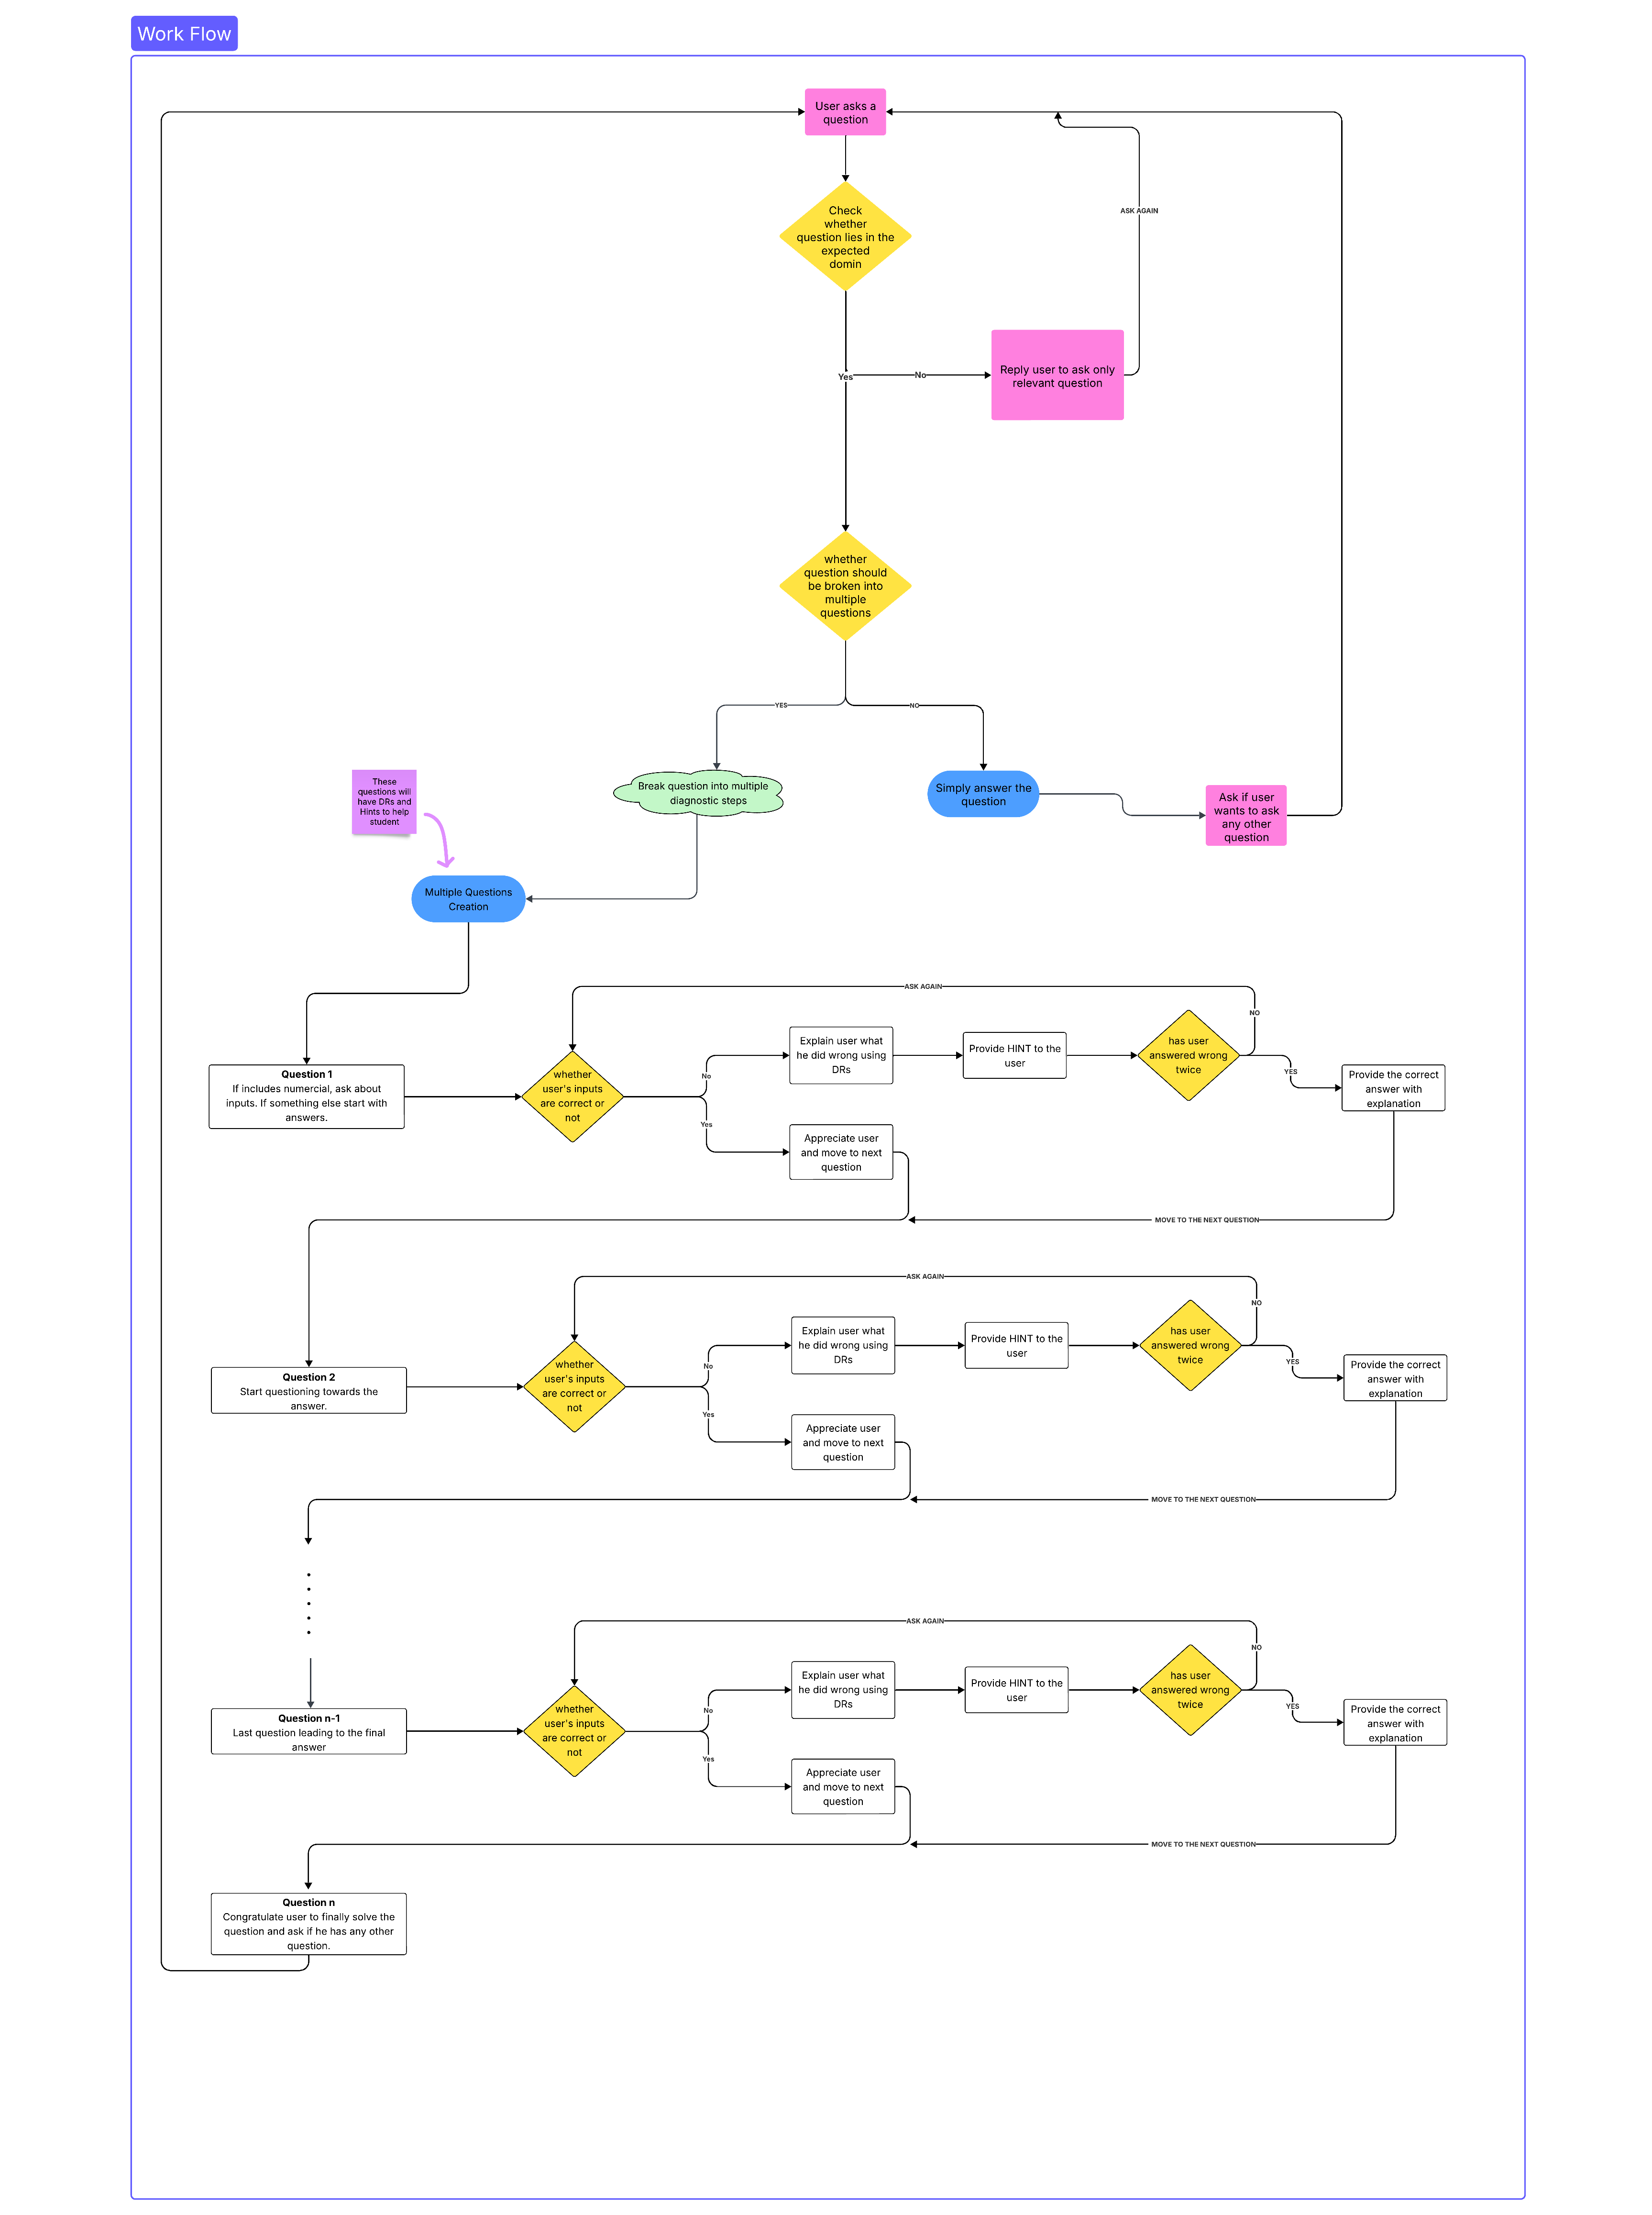 Work Flow
User asks a
question
ASK AGAIN
Check
whether
question lies in the
expected
domin
Yes
No
Reply user to ask only
relevant question
whether
question should
be broken into
multiple
questions
YES
NO
These
questions will
have DRs and
Hints to help
student
Break question into multiple
diagnostic steps
Simply answer the
question
Ask if user
wants to ask
any other
question
Multiple Questions
Creation
ASK AGAIN
NO
Question 1
If includes numercial, ask about
inputs. If something else start with
answers.
whether
user's inputs
are correct or
not
No
Yes
Explain user what
he did wrong using
DRs
Provide HINT to the
user
has user
answered wrong
twice
YES
Provide the correct
answer with
explanation
Appreciate user
and move to next
question
MOVE TO THE NEXT QUESTION
ASK AGAIN
NO
Question 2
Start questioning towards the
answer.
whether
user's inputs
are correct or
not
No
Yes
Explain user what
he did wrong using
DRs
Provide HINT to the
user
has user
answered wrong
twice
YES
Provide the correct
answer with
explanation
Appreciate user
and move to next
question
MOVE TO THE NEXT QUESTION
ASK AGAIN
NO
Question n-1
Last question leading to the final
answer
whether
user's inputs
are correct or
not
No
Yes
Explain user what
he did wrong using
DRs
Provide HINT to the
user
has user
answered wrong
twice
YES
Provide the correct
answer with
explanation
Appreciate user
and move to next
question
MOVE TO THE NEXT QUESTION
Question n
Congratulate user to finally solve the
question and ask if he has any other
question.